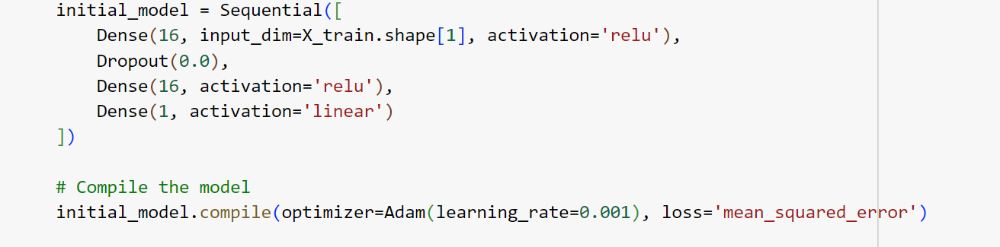 initial_model = Sequential([
    Dense(16, input_dim=X_train.shape[1], activation='relu'),
    Dropout(0.0),
    Dense(16, activation='relu'),
    Dense(1, activation='linear')
])
# Compile the model
initial_model.compile(optimizer=Adam(learning_rate=0.001), loss='mean_squared_error')